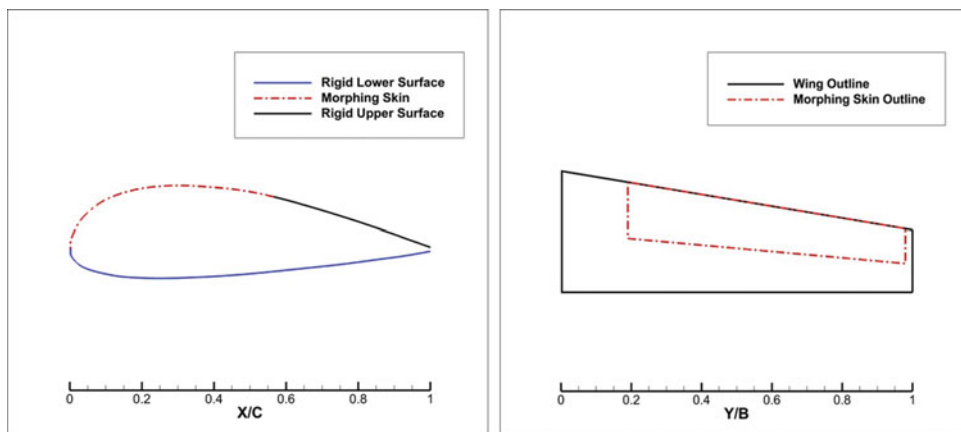 Rigid Lower Surface
Morphing Skin
Rigid Upper Surface
0 0.2 0.4 0.6 0.8 1
X/C
Wing Outline
Morphing Skin Outline
0 0.2 0.4 0.6 0.8 1
Y/B